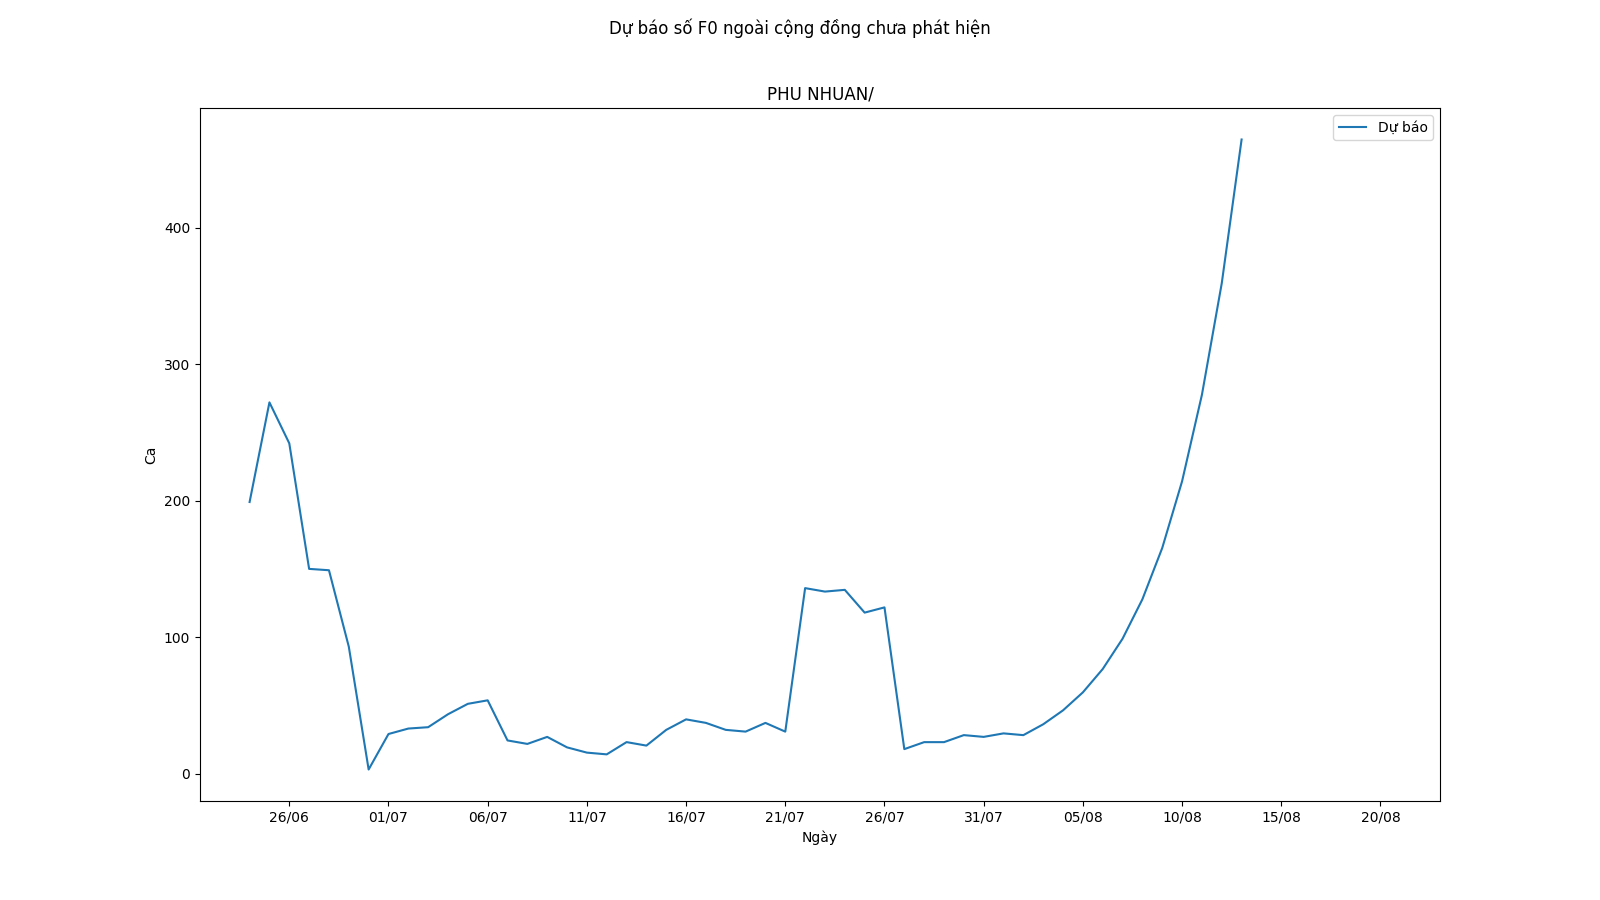 Dự báo số F0 ngoài cộng đồng chưa phát hiện
PHU NHUAN/
Dự báo
Ca
400
300
200
100
0
26/06 01/07 06/07 11/07 16/07 21/07 26/07 31/07 05/08 10/08 15/08 20/08
Ngày